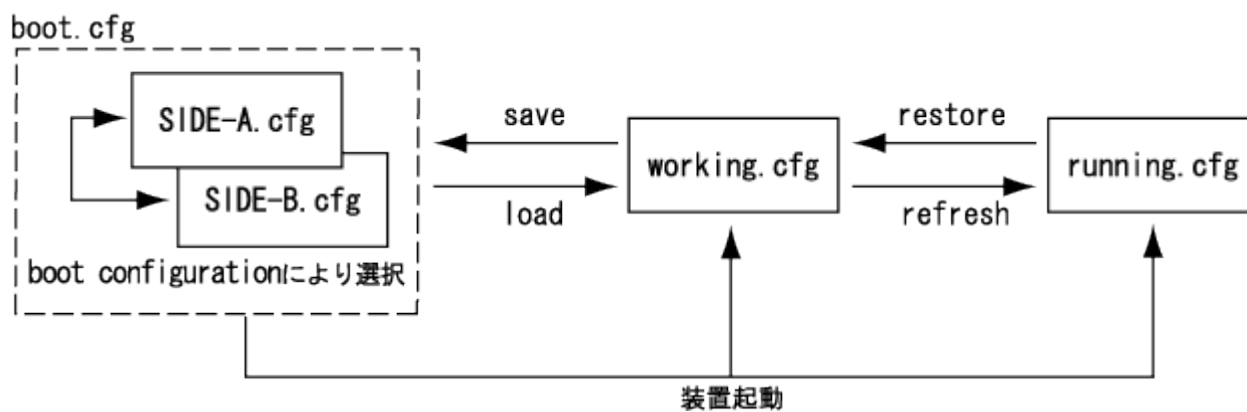 boot.cfg
SIDE-A.cfg
SIDE-B.cfg
boot configurationにより選択
save
load
working.cfg
restore
refresh
running.cfg
装置起動